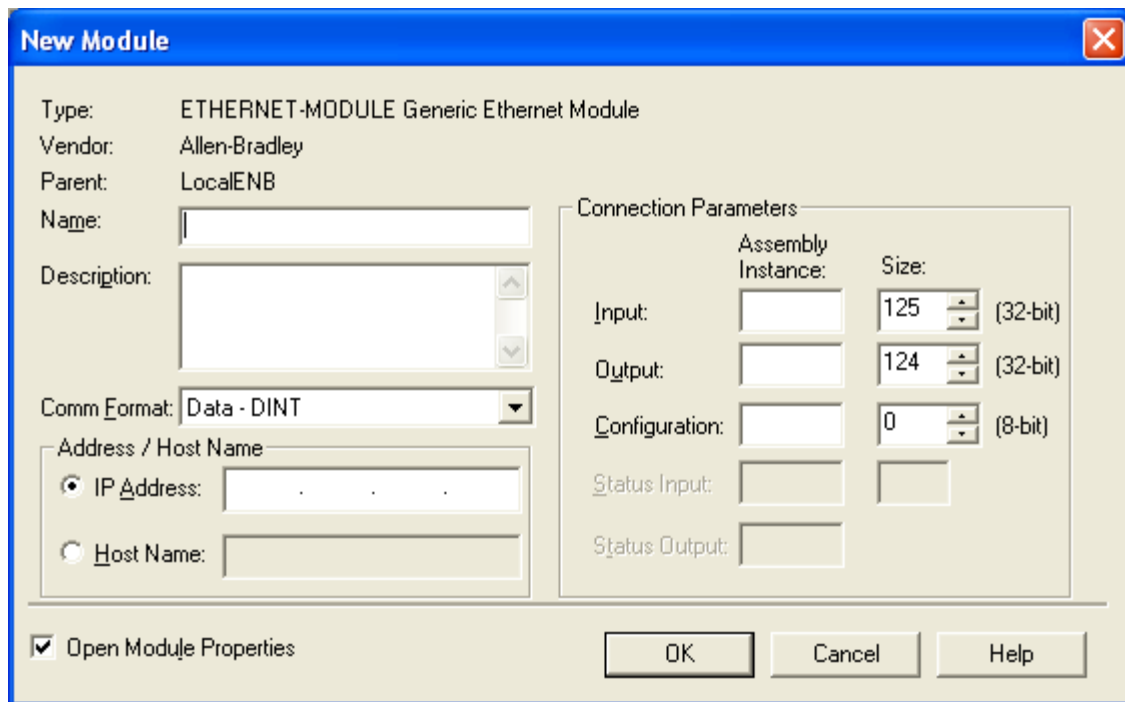 New Module
Type: ETHERNET-MODULE Generic Ethernet Module
Vendor: Allen-Bradley
Parent: LocalENB
Name:
Description:
Comm Format: Data - DINT
Address / Host Name
IP Address: . . .
Host Name:
Connection Parameters
Assembly
Instance: Size:
Input: 125 (32-bit)
Output: 124 (32-bit)
Configuration: 0 (8-bit)
Status Input:
Status Output:
Open Module Properties
OK Cancel Help